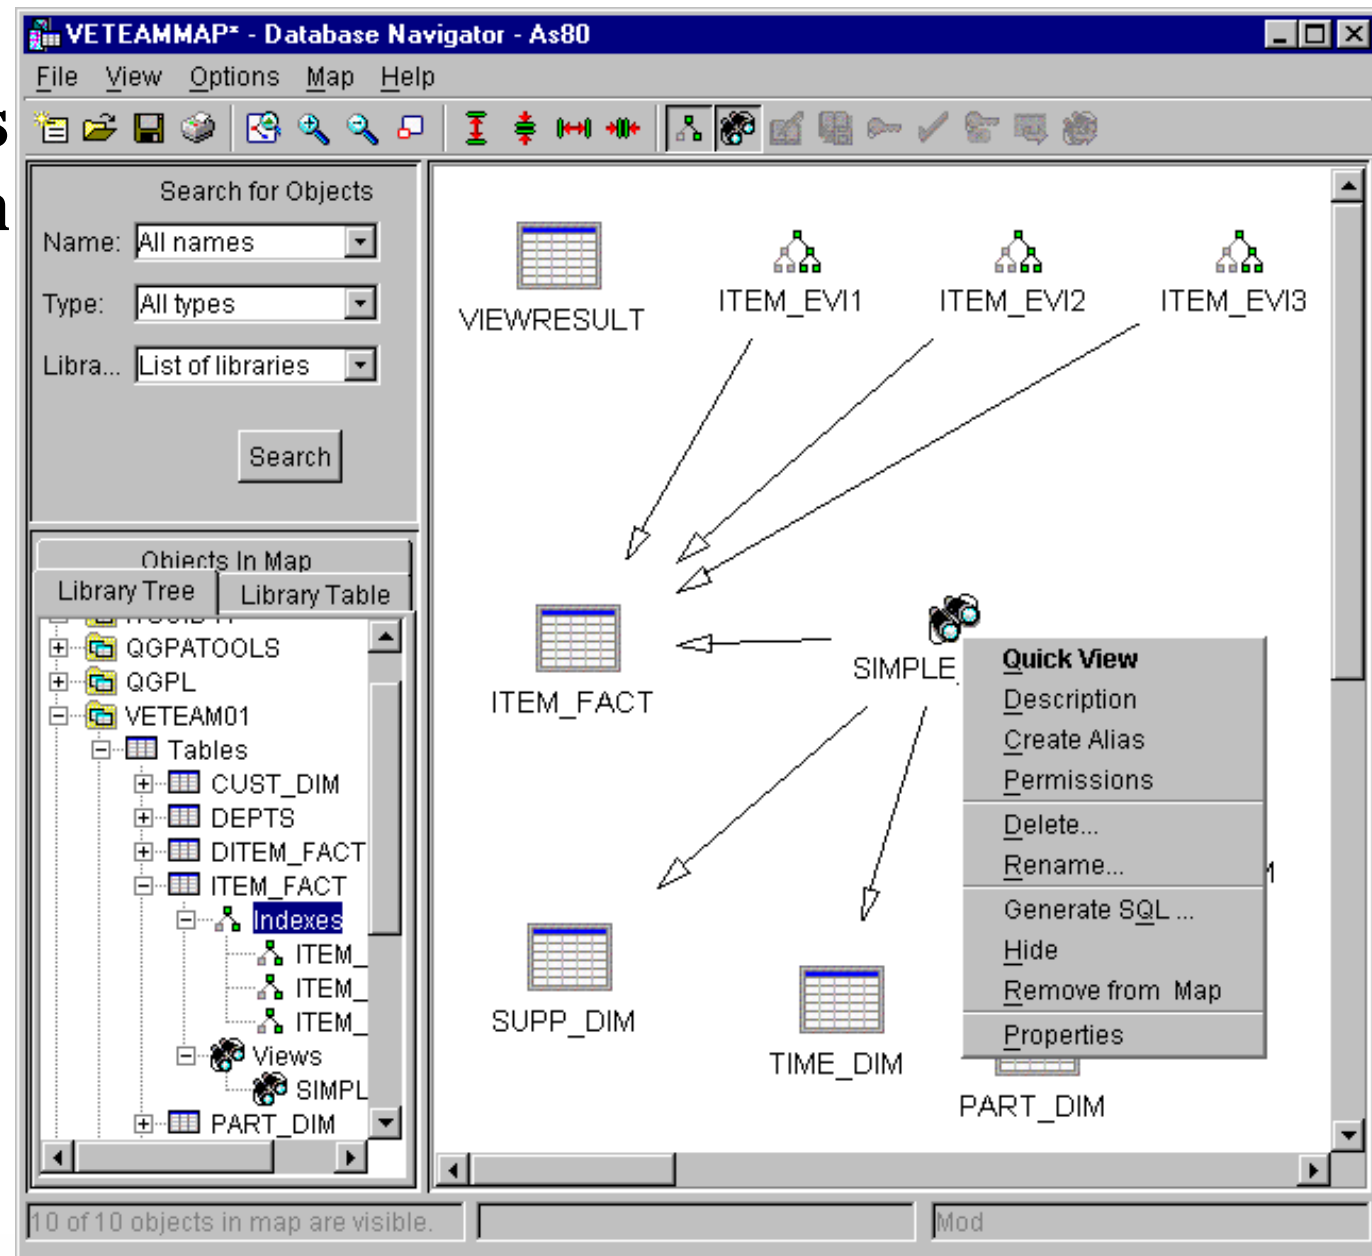 VETEAMMAP* - Database Navigator - As80
File View Options Map Help
s
Search for Objects
Name: All names
Type: All types
Libra... List of libraries
Search
Objects In Map
Library Tree
Library Table
QGPATOOLS
QGPL
VETEAM01
Tables
CUST_DIM
DEPTS
DITEM_FACT
ITEM_FACT
Indexes
ITEM_
ITEM_
ITEM_
Views
SIMPL
PART_DIM
VIEWRESULT
ITEM_EVI1
ITEM_EVI2
ITEM_EVI3
ITEM_FACT
SIMPLE_
Quick View
Description
Create Alias
Permissions
Delete...
Rename...
Generate SQL ...
Hide
Remove from Map
Properties
SUPP_DIM
TIME_DIM
PART_DIM
10 of 10 objects in map are visible.
Mod